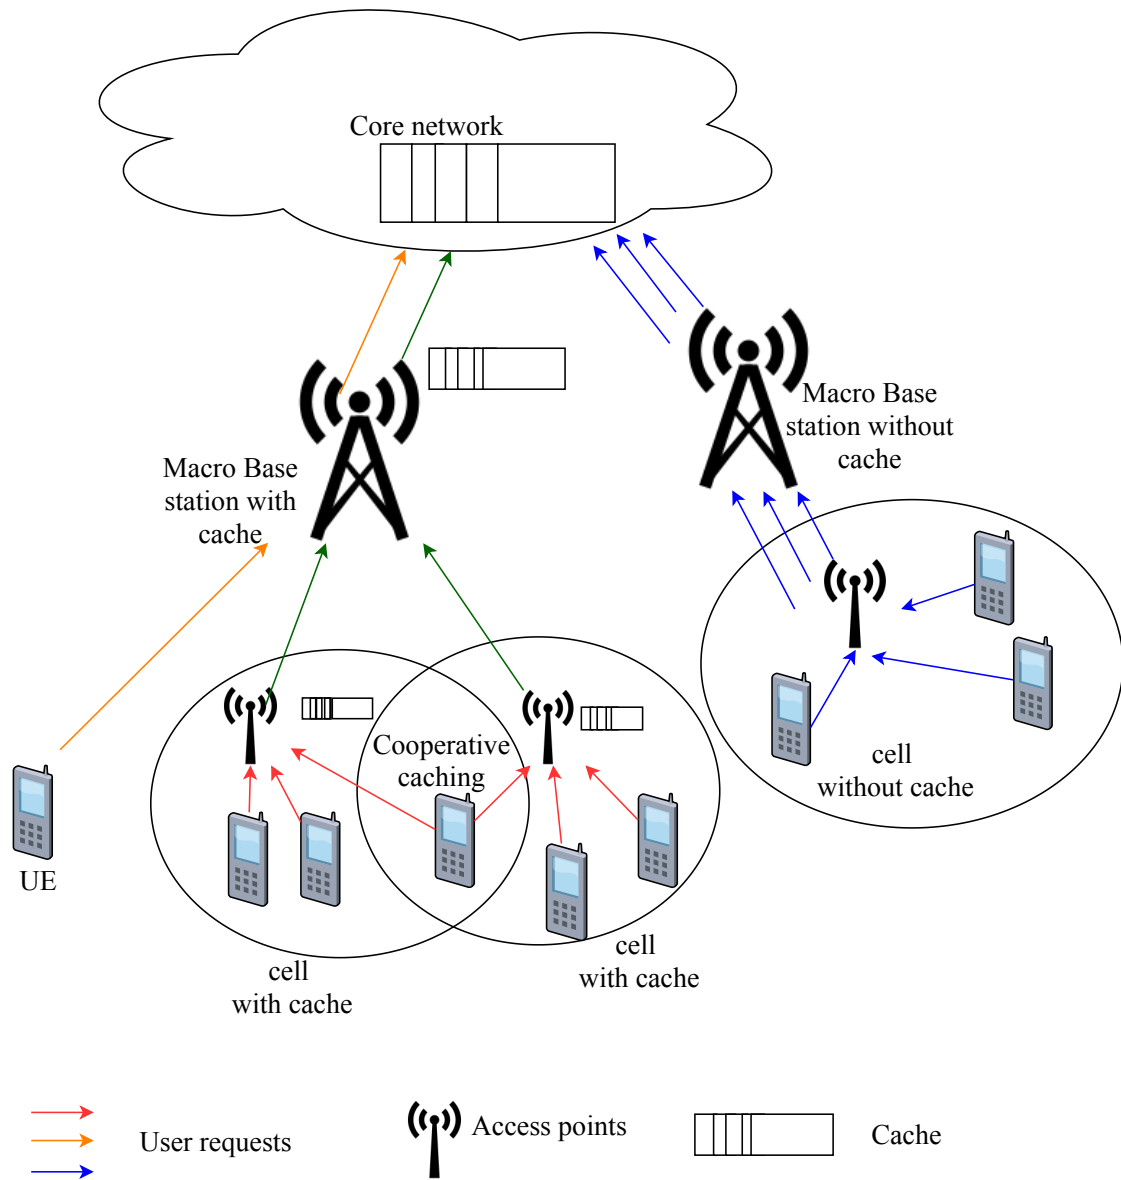 Core network
Macro Base
station without
cache
Macro Base
station with
cache
Cooperative
caching
cell
without cache
UE
cell
with cache
cell
with cache
User requests
Access points
Cache